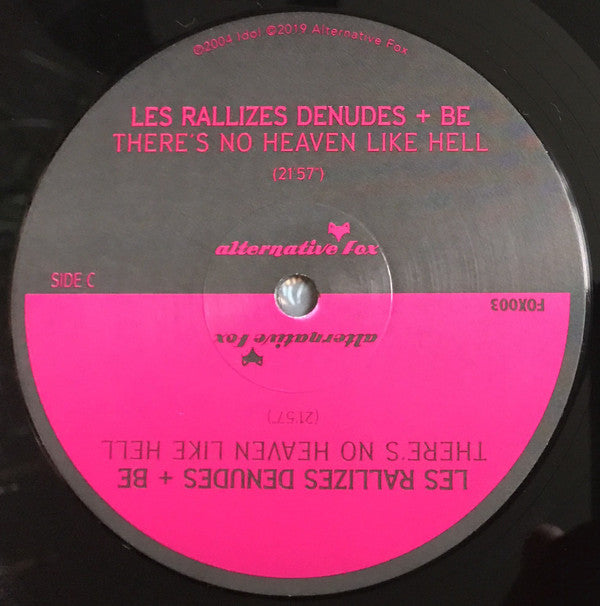 ©2004 Idol ©2019 Alternative Fox
LES RALLIZES DENUDES + BE
THERE'S NO HEAVEN LIKE HELL
(21'57")
alternative fox
SIDE C
FOX003
alternative fox
(21'57")
THERE'S NO HEAVEN LIKE HELL
LES RALLIZES DENUDES + BE